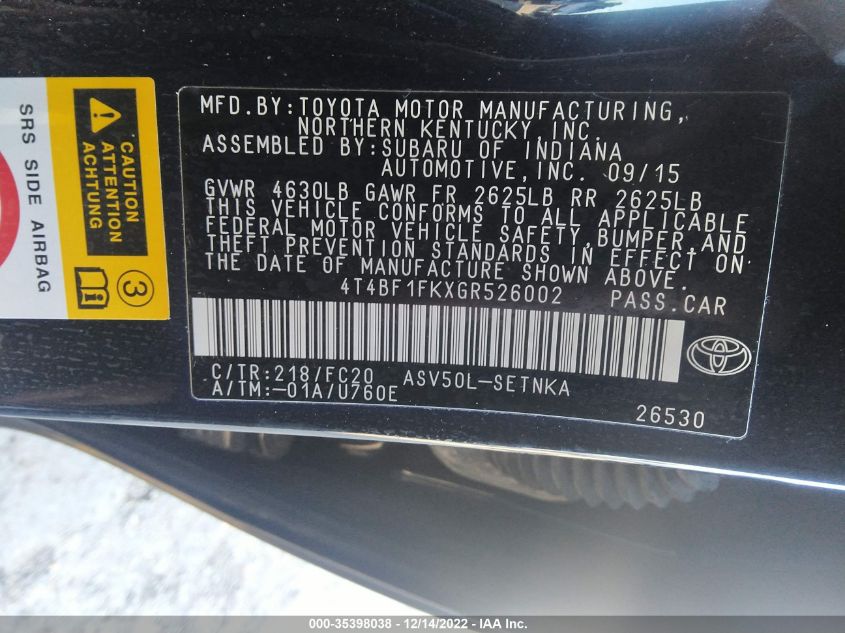 MFD.BY:TOYOTA MOTOR MANUFACTURING,
NORTHERN KENTUCKY, INC.
ASSEMBLED BY:SUBARU OF INDIANA
AUTOMOTIVE,INC. 09/15
GVWR 4630LB GAWR FR 2625LB RR 2625LB
THIS VEHICLE CONFORMS TO ALL APPLICABLE
FEDERAL MOTOR VEHICLE SAFETY,BUMPER,AND
THEFT PREVENTION STANDARDS IN EFFECT ON
THE DATE OF MANUFACTURE SHOWN ABOVE.
4T4BF1FKXGR526002 PASS.CAR
C/TR:218/FC20 ASV50L-SETNKA
A/TM:-01A/U760E
26530
SRS SIDE AIRBAG
CAUTION
ATTENTION
ACHTUNG
3
000-35398038 - 12/14/2022 - IAA Inc.